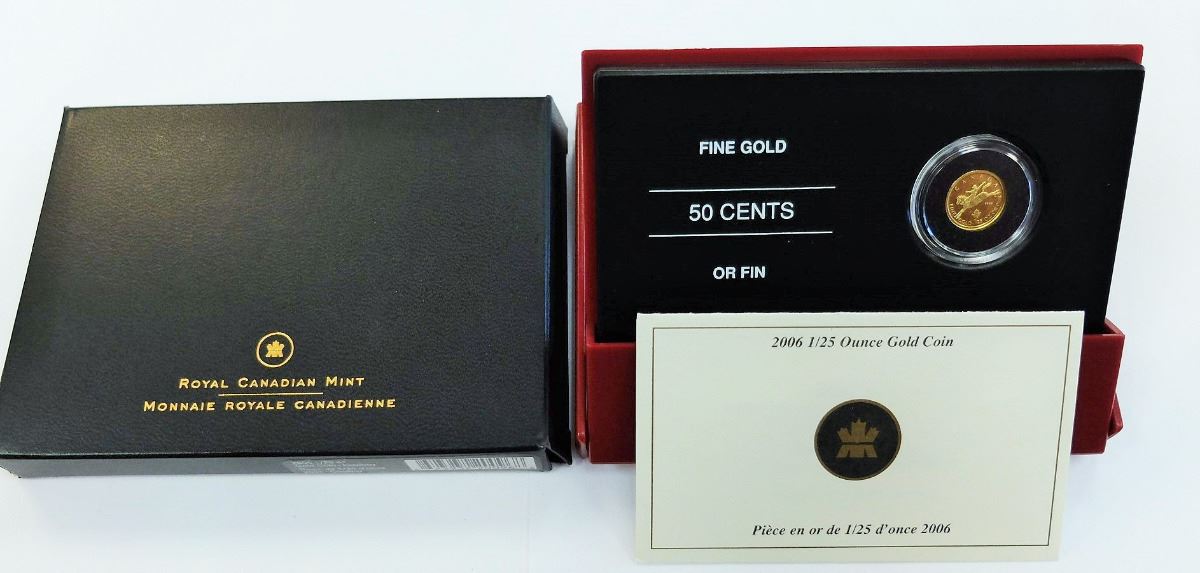 ROYAL CANADIAN MINT
MONNAIE ROYALE CANADIENNE
FINE GOLD
50 CENTS
OR FIN
CANADA
2006 1/25 Ounce Gold Coin
Pièce en or de 1/25 d'once 2006